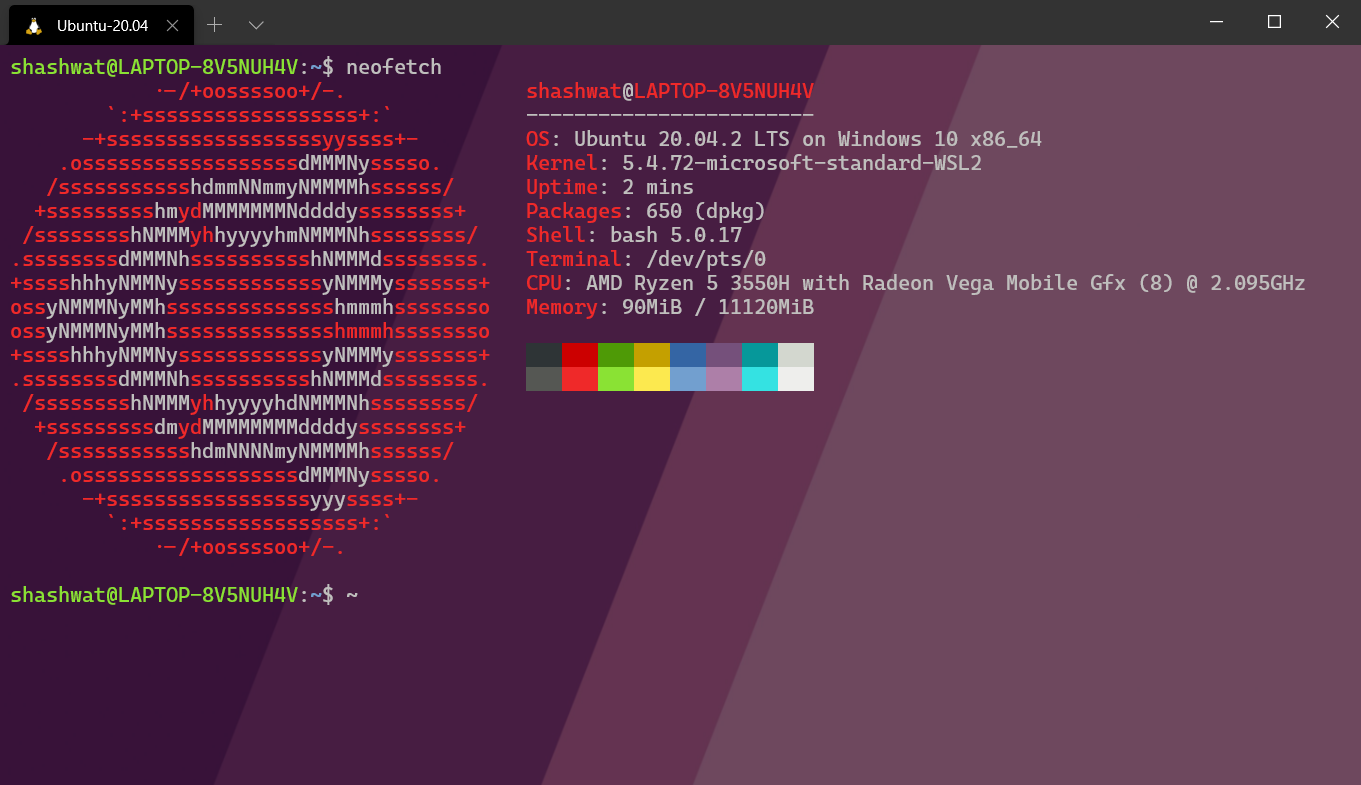 Ubuntu-20.04
shashwat@LAPTOP-8V5NUH4V:~$ neofetch
            .-/+oossssoo+/-.               shashwat@LAPTOP-8V5NUH4V
        `:+ssssssssssssssssss+:`           ------------------------
      -+ssssssssssssssssssyyssss+-         OS: Ubuntu 20.04.2 LTS on Windows 10 x86_64
    .ossssssssssssssssssdMMMNysssso.       Kernel: 5.4.72-microsoft-standard-WSL2
   /ssssssssssshdmmNNmmyNMMMMhssssss/      Uptime: 2 mins
  +ssssssssshmydMMMMMMMNddddyssssssss+     Packages: 650 (dpkg)
 /sssssssshNMMMyhhyyyyhmNMMMNhssssssss/    Shell: bash 5.0.17
.ssssssssdMMMNhsssssssssshNMMMdssssssss.   Terminal: /dev/pts/0
+sssshhhyNMMNyssssssssssssyNMMMysssssss+   CPU: AMD Ryzen 5 3550H with Radeon Vega Mobile Gfx (8) @ 2.095GHz
ossyNMMMNyMMhsssssssssssssshmmmhssssssso   Memory: 90MiB / 11120MiB
ossyNMMMNyMMhsssssssssssssshmmmhssssssso
+sssshhhyNMMNyssssssssssssyNMMMysssssss+
.ssssssssdMMMNhsssssssssshNMMMdssssssss.
 /sssssssshNMMMyhhyyyyhdNMMMNhssssssss/
  +sssssssssdmydMMMMMMMMddddyssssssss+
   /ssssssssssshdmNNNNmyNMMMMhssssss/
    .ossssssssssssssssssdMMMNysssso.
      -+sssssssssssssssssyyyssss+-
        `:+ssssssssssssssssss+:`
            .-/+oossssoo+/-.
shashwat@LAPTOP-8V5NUH4V:~$ ~